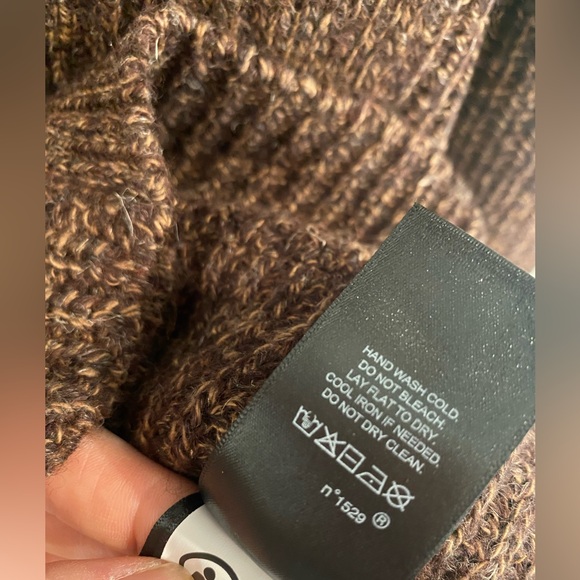 HAND WASH COLD.
DO NOT BLEACH.
LAY FLAT TO DRY.
COOL IRON IF NEEDED.
DO NOT DRY CLEAN.
n°1529 ®